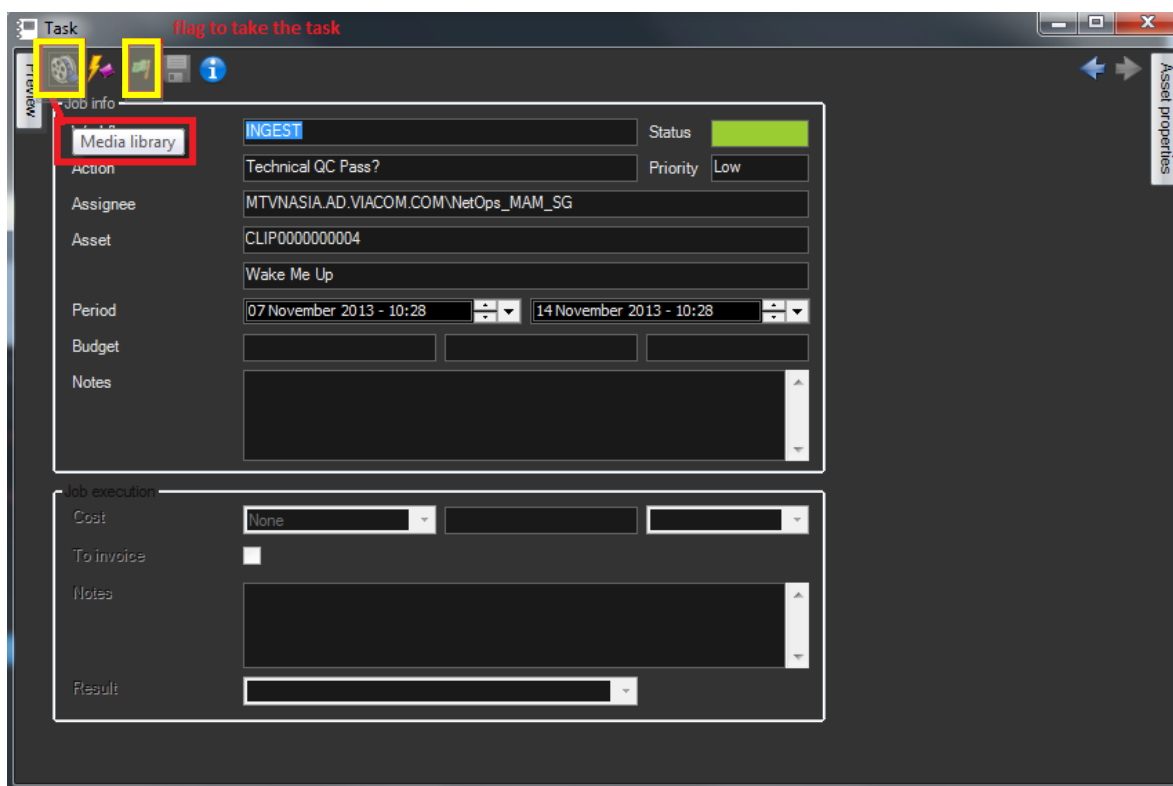 Task
flag to take the task
Preview
Asset properties
Job info
Media library
INGEST
Status
Action
Technical QC Pass?
Priority
Low
Assignee
MTVNASIA.AD.VIACOM.COM\NetOps_MAM_SG
Asset
CLIP0000000004
Wake Me Up
Period
07 November 2013 - 10:28
14 November 2013 - 10:28
Budget
Notes
Job execution
Cost
None
To invoice
Notes
Result